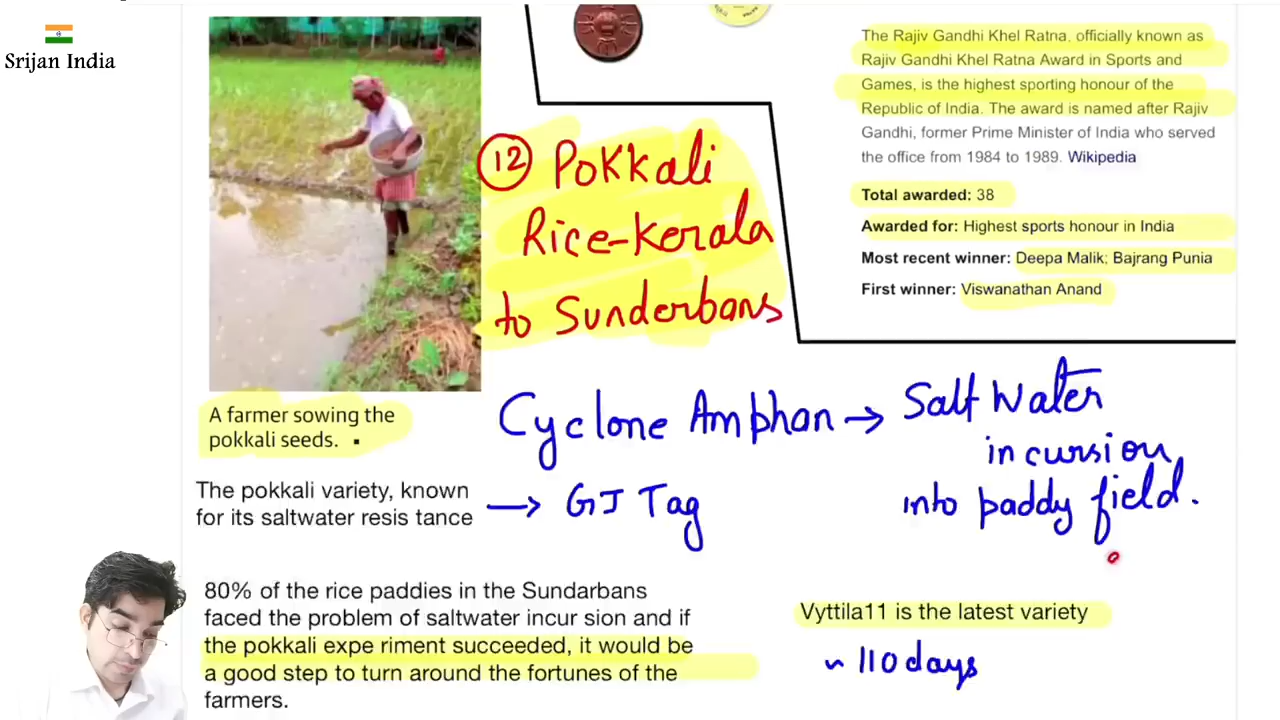 Srijan India
The Rajiv Gandhi Khel Ratna, officially known as
Rajiv Gandhi Khel Ratna Award in Sports and
Games, is the highest sporting honour of the
Republic of India. The award is named after Rajiv
Gandhi, former Prime Minister of India who served
the office from 1984 to 1989. Wikipedia
Total awarded: 38
Awarded for: Highest sports honour in India
Most recent winner: Deepa Malik; Bajrang Punia
First winner: Viswanathan Anand
12 Pokkali
Rice-Kerala
to Sunderbans
A farmer sowing the
pokkali seeds.
Cyclone Amphan → Salt Water
incursion
into paddy field.
The pokkali variety, known
for its saltwater resis tance
→ GI Tag
80% of the rice paddies in the Sundarbans
faced the problem of saltwater incur sion and if
the pokkali expe riment succeeded, it would be
a good step to turn around the fortunes of the
farmers.
Vyttila11 is the latest variety
~ 110 days